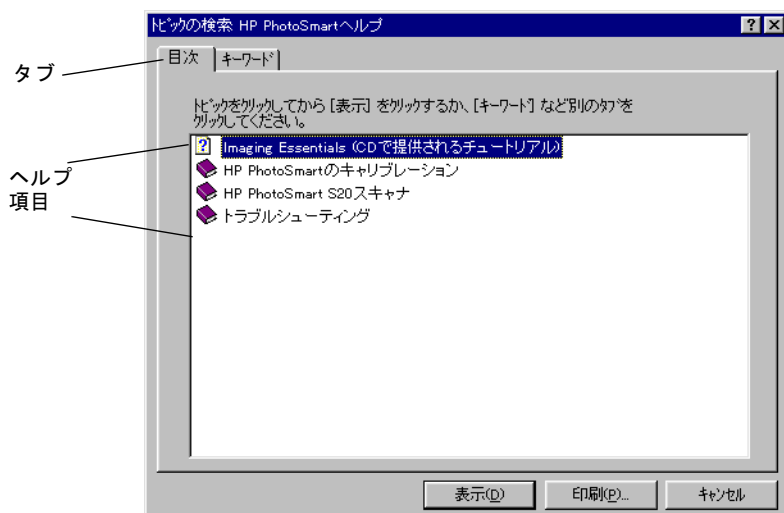 トピックの検索: HP PhotoSmartヘルプ
目次
キーワード
タブ
トピックをクリックしてから [表示] をクリックするか、[キーワード] など別のタブを
クリックしてください。
Imaging Essentials (CDで提供されるチュートリアル)
HP PhotoSmartのキャリブレーション
HP PhotoSmart S20スキャナ
トラブルシューティング
ヘルプ
項目
表示(D)
印刷(P)...
キャンセル